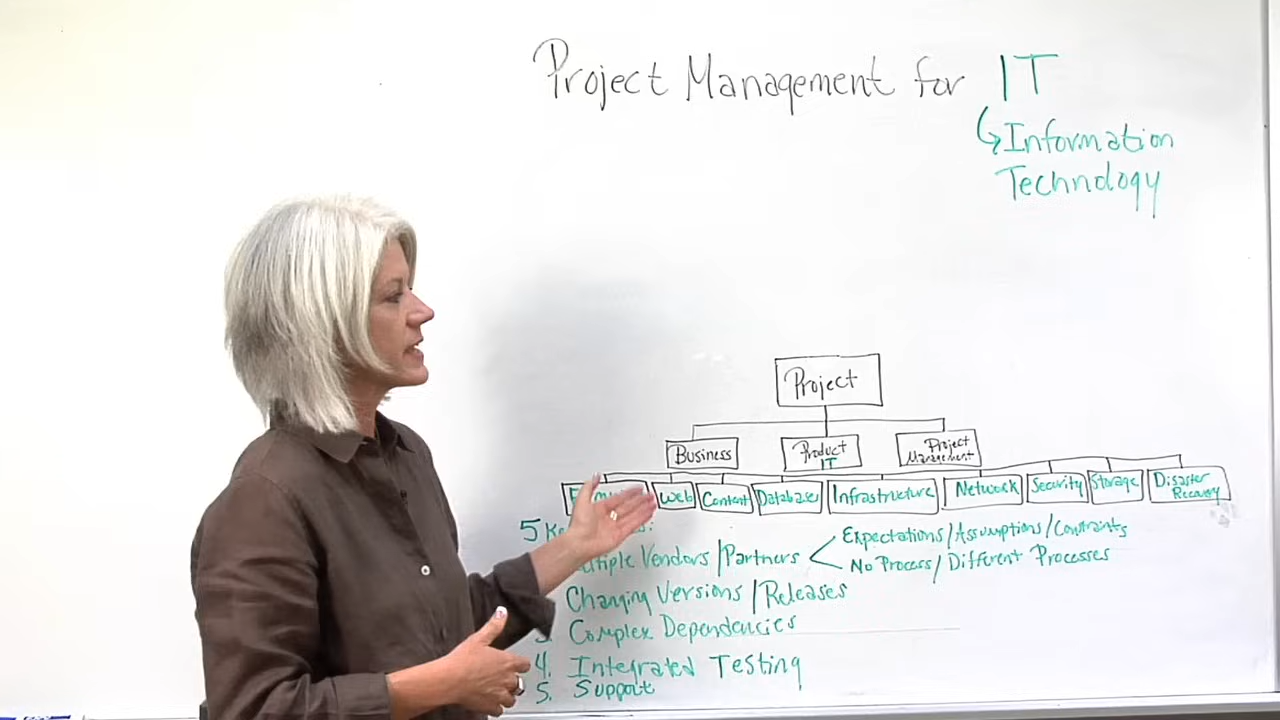 Project Management for IT
Information
Technology
Project
Business
Product
IT
Project
Management
Web
Content
Databases
Infrastructure
Network
Security
Storage
Disaster
Recovery
5
Expectations/Assumptions/Constraints
Vendors/Partners
No Process/Different Processes
Changing Versions/Releases
3. Complex Dependencies
4. Integrated Testing
5. Support